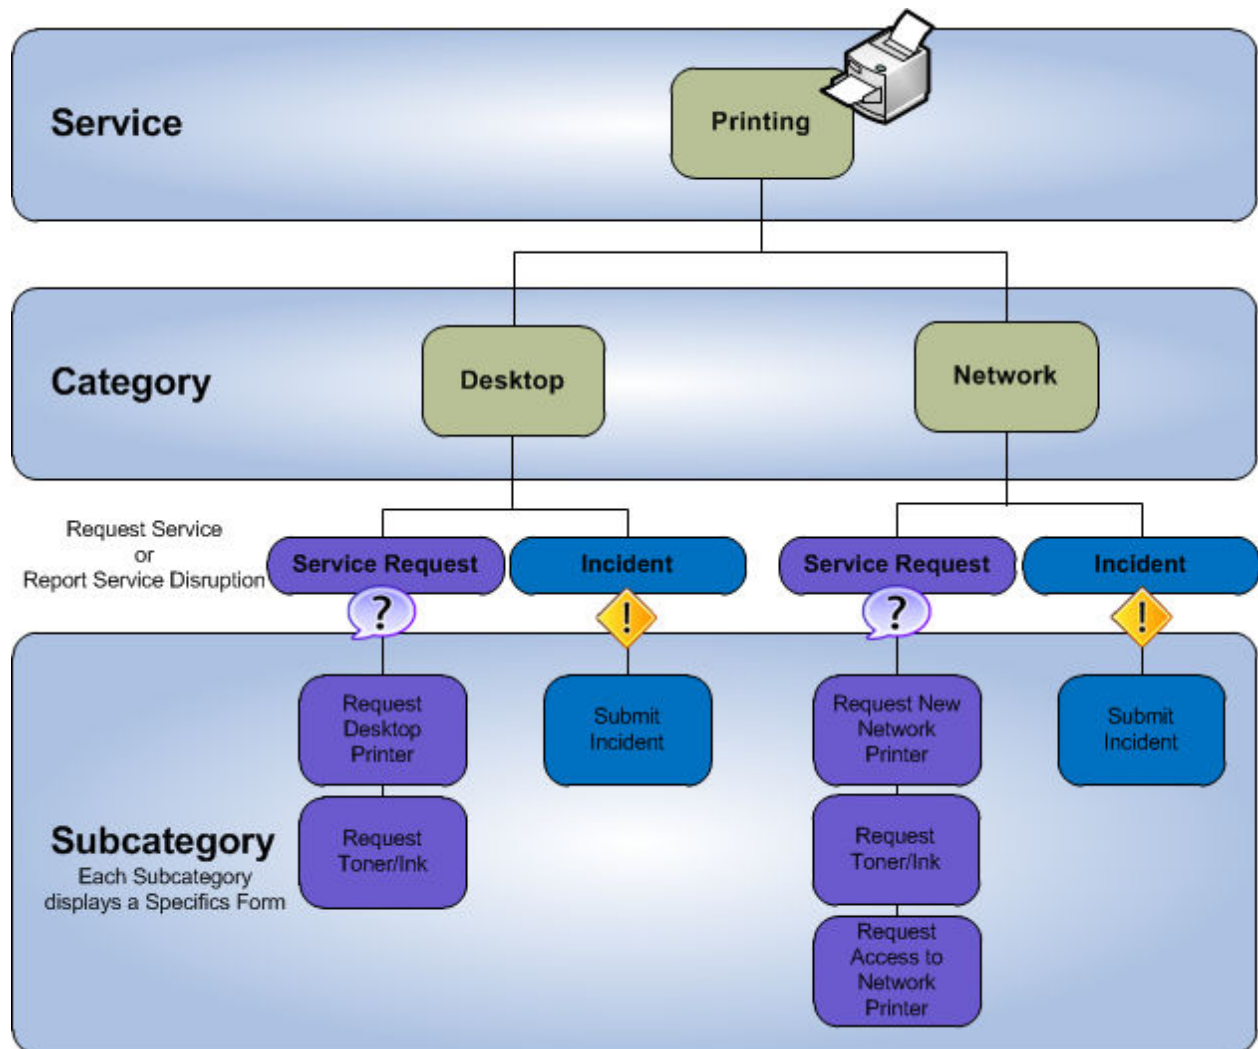 Service
Printing
Category
Desktop
Network
Request Service
or
Report Service Disruption
Service Request
Incident
Service Request
Incident
?
!
?
!
Subcategory
Each Subcategory
displays a Specifics Form
Request
Desktop
Printer
Request
Toner/Ink
Submit
Incident
Request New
Network
Printer
Request
Toner/Ink
Request
Access to
Network
Printer
Submit
Incident